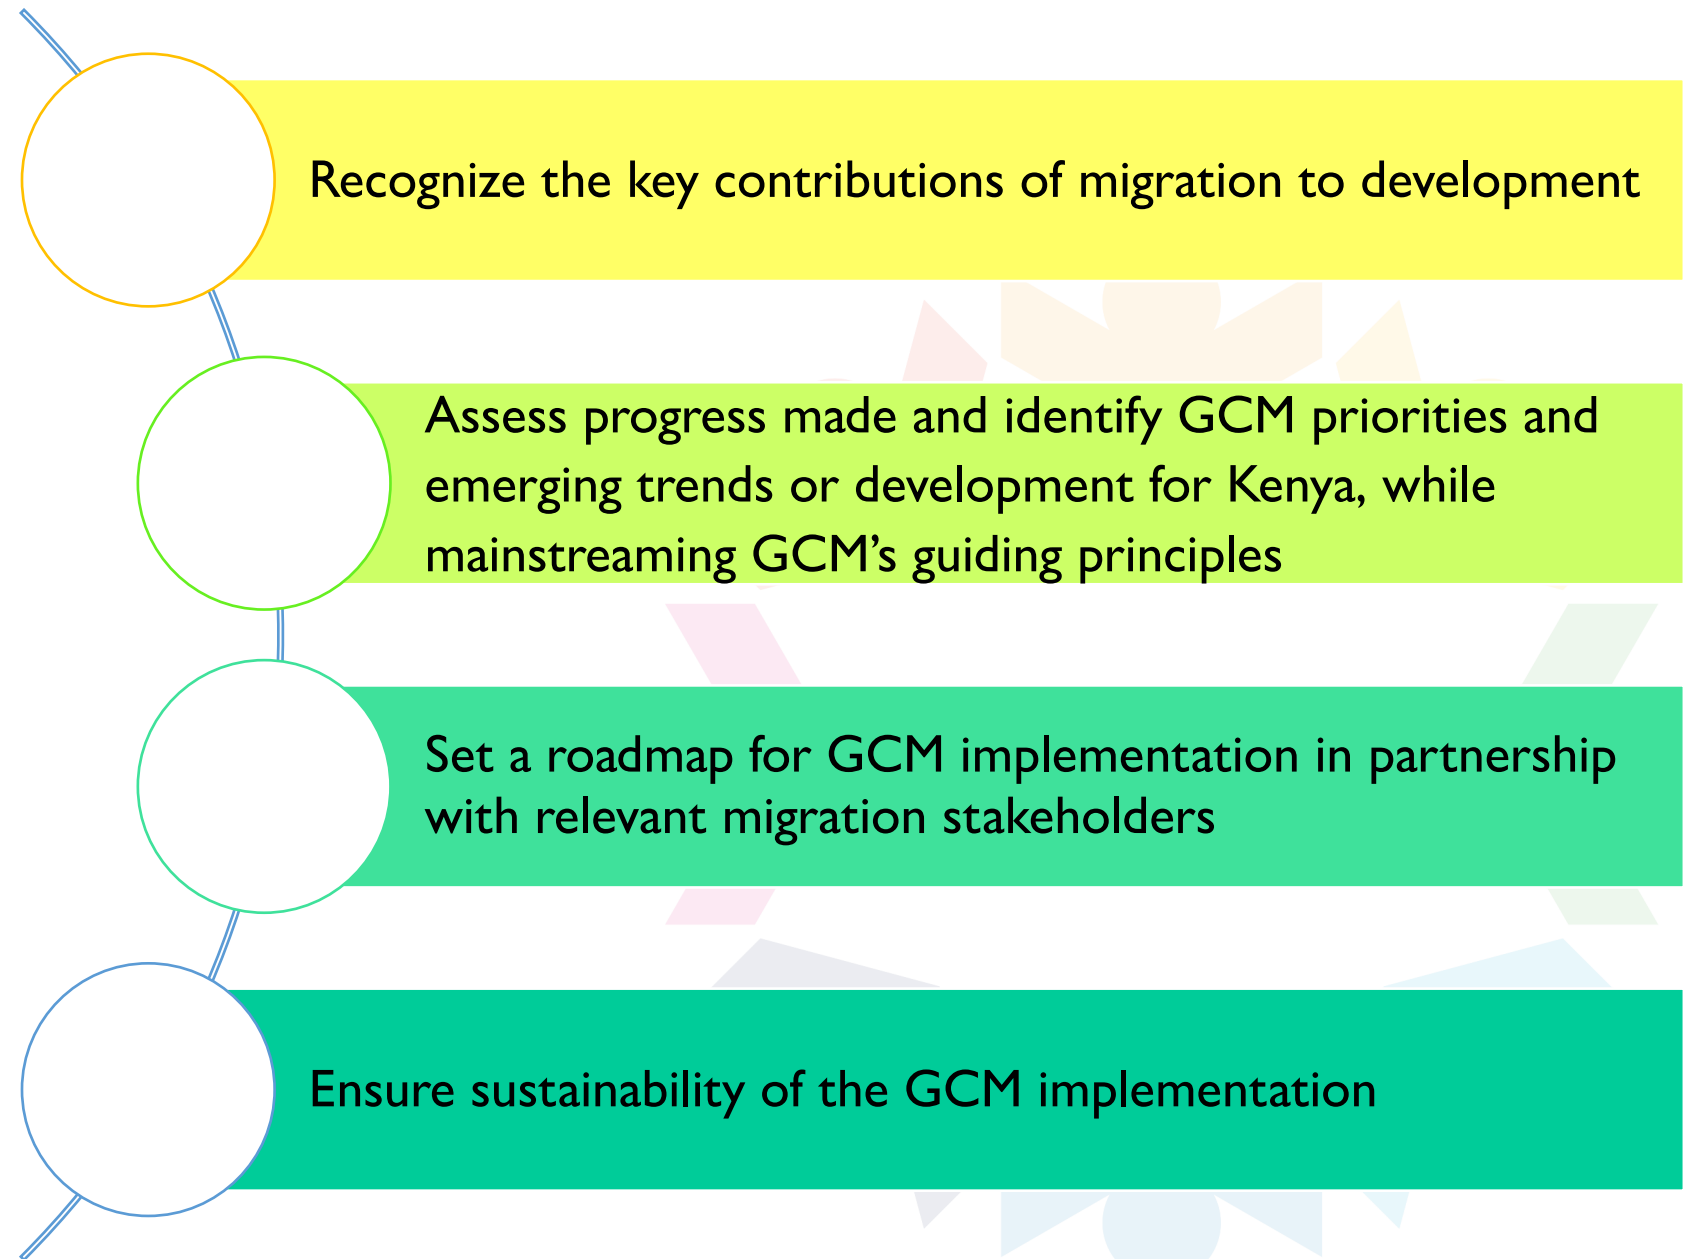 Recognize the key contributions of migration to development
Assess progress made and identify GCM priorities and
emerging trends or development for Kenya, while
mainstreaming GCM’s guiding principles
Set a roadmap for GCM implementation in partnership
with relevant migration stakeholders
Ensure sustainability of the GCM implementation